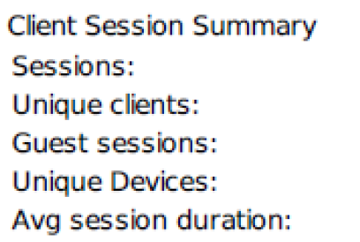 Client Session Summary
Sessions:
Unique clients:
Guest sessions:
Unique Devices:
Avg session duration: